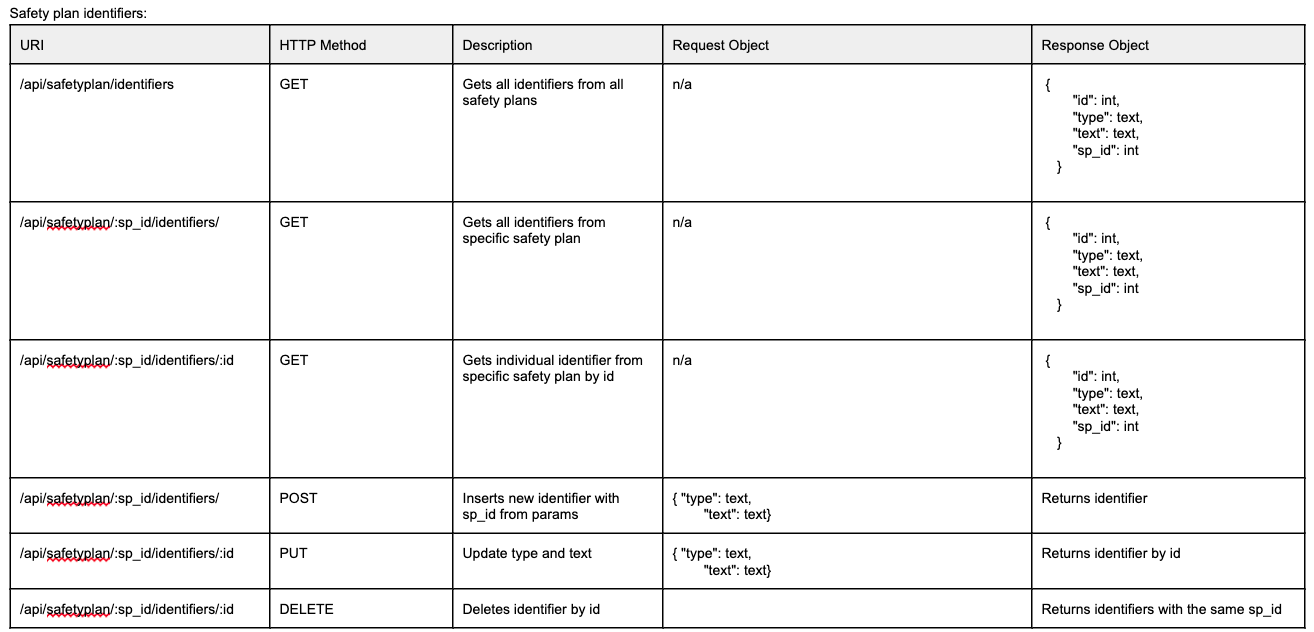 Safety plan identifiers:
URI HTTP Method Description Request Object Response Object
/api/safetyplan/identifiers GET Gets all identifiers from all n/a {
safety plans "id": int,
"type": text,
"text": text,
"sp_id": int
}
/api/safetyplan/:sp_id/identifiers/ GET Gets all identifiers from n/a {
specific safety plan "id": int,
"type": text,
"text": text,
"sp_id": int
}
/api/safetyplan/:sp_id/identifiers/:id GET Gets individual identifier from n/a {
specific safety plan by id "id": int,
"type": text,
"text": text,
"sp_id": int
}
/api/safetyplan/:sp_id/identifiers/ POST Inserts new identifier with { "type": text, Returns identifier
sp_id from params "text": text}
/api/safetyplan/:sp_id/identifiers/:id PUT Update type and text { "type": text, Returns identifier by id
"text": text}
/api/safetyplan/:sp_id/identifiers/:id DELETE Deletes identifier by id Returns identifiers with the same sp_id